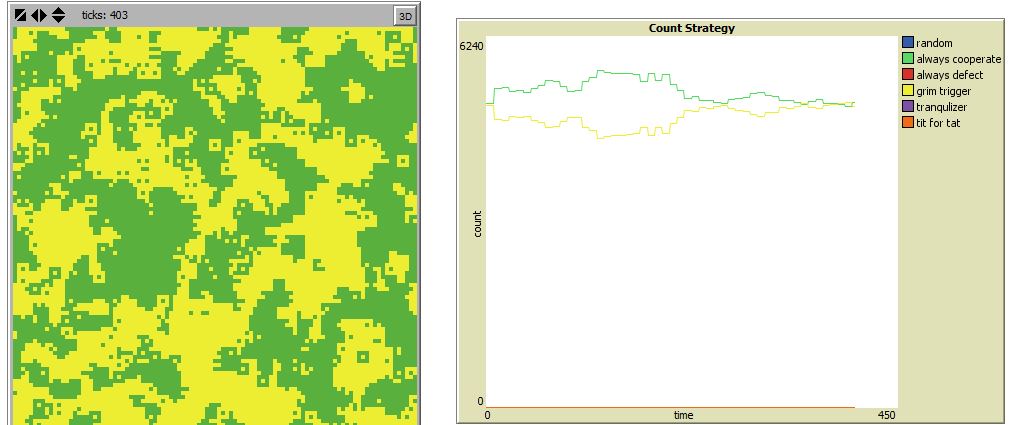 ticks: 403
3D
Count Strategy
6240
count
0
0
time
450
random
always cooperate
always defect
grim trigger
tranqulizer
tit for tat